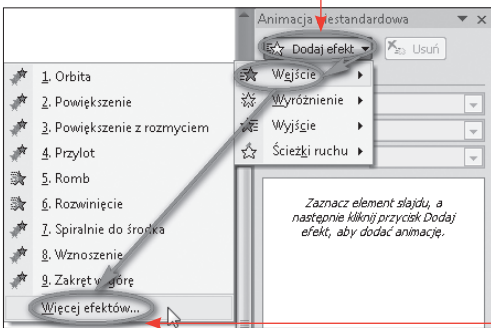 Animacja niestandardowa
Dodaj efekt
Usuń
Wejście
Wyróżnienie
Wyjście
Ścieżki ruchu
1. Orbita
2. Powiększenie
3. Powiększenie z rozmyciem
4. Przylot
5. Romb
6. Rozwinięcie
7. Spiralnie do środka
8. Wznoszenie
9. Zakręt w górę
Więcej efektów...
Zaznacz element slajdu, a
następnie kliknij przycisk Dodaj
efekt, aby dodać animację.